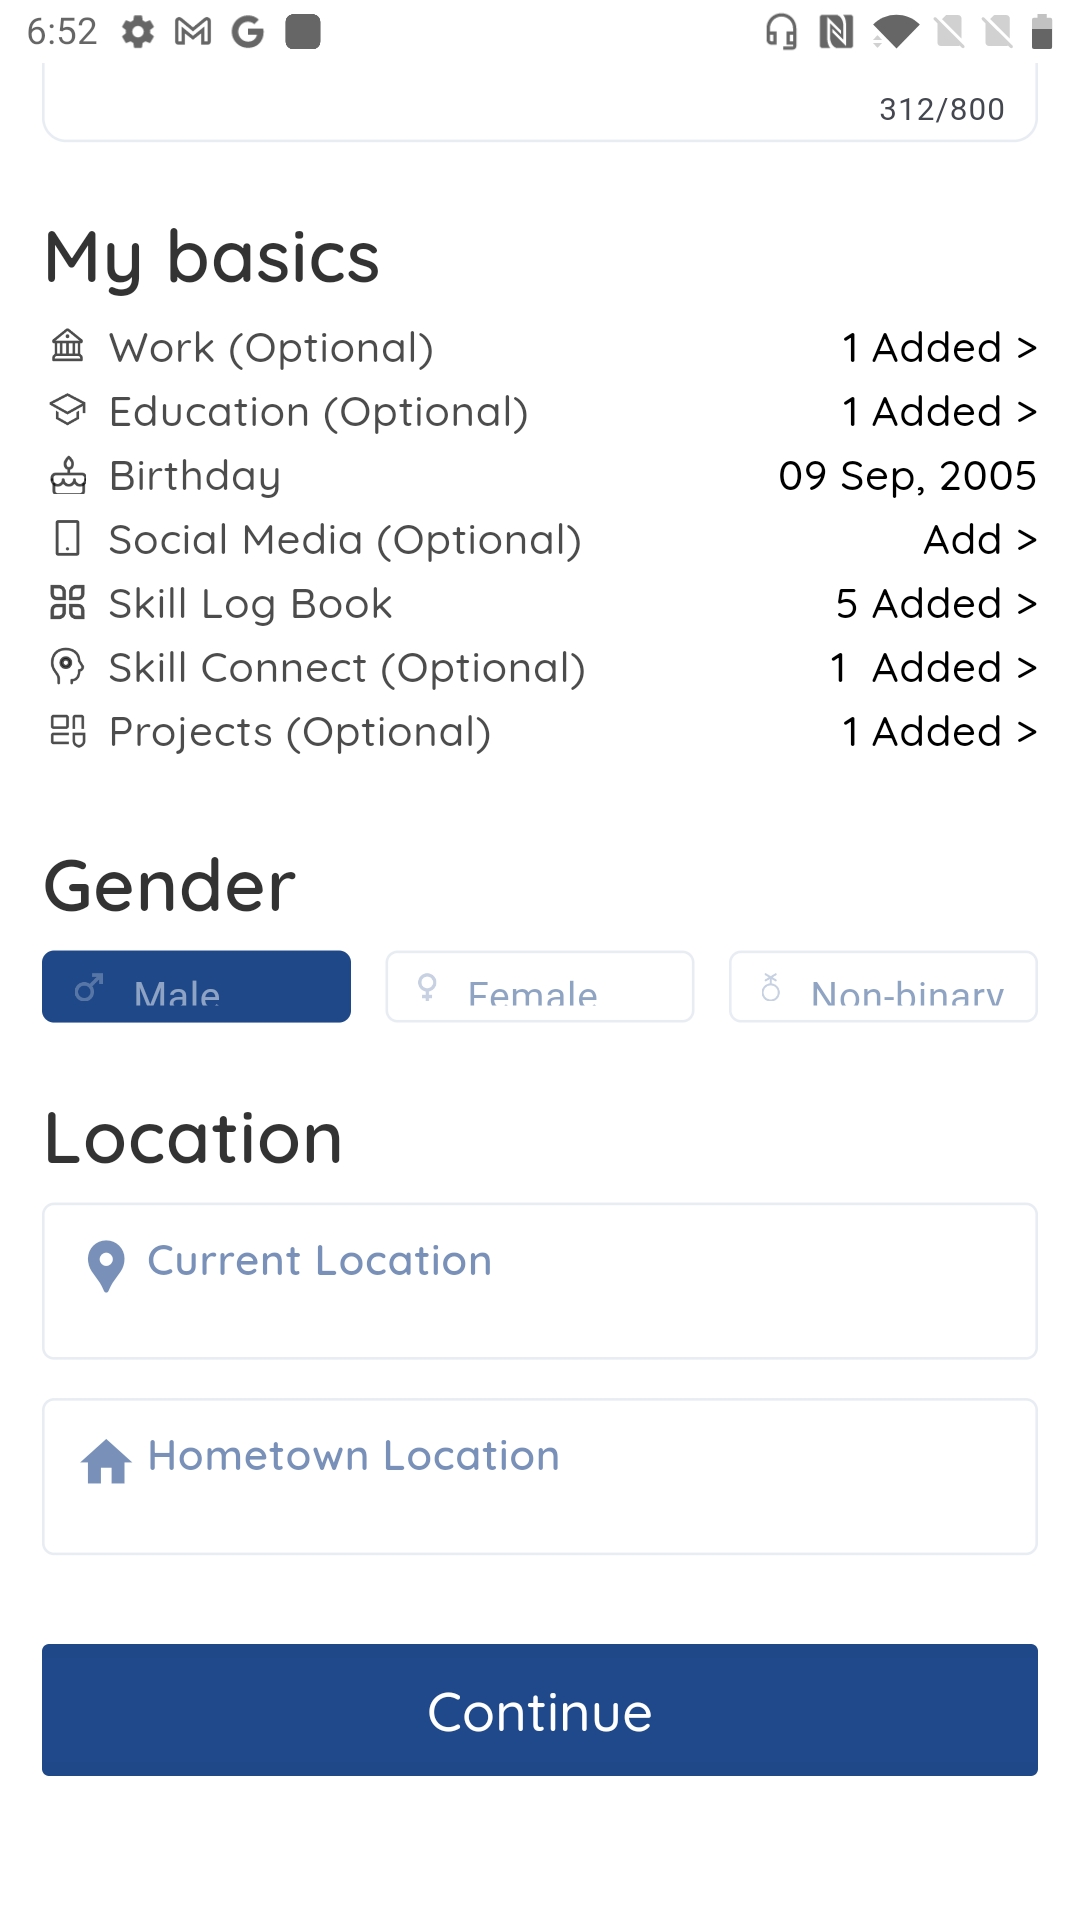 6:52
312/800
My basics
Work (Optional) 1 Added >
Education (Optional) 1 Added >
Birthday 09 Sep, 2005
Social Media (Optional) Add >
Skill Log Book 5 Added >
Skill Connect (Optional) 1 Added >
Projects (Optional) 1 Added >
Gender
Male Female Non-binary
Location
Current Location
Hometown Location
Continue